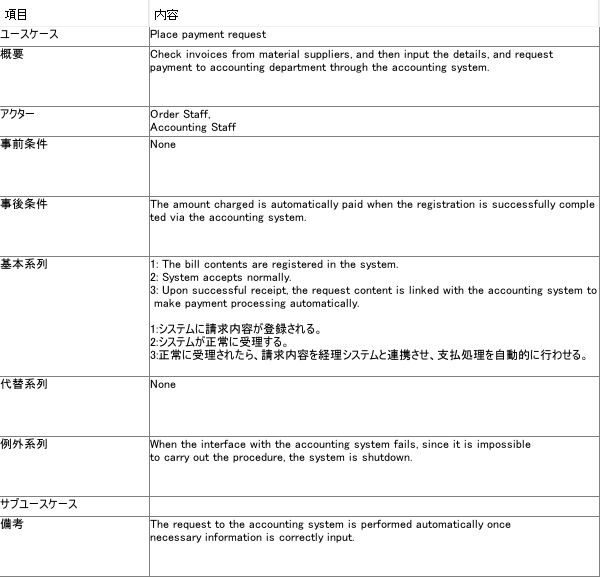 項目 内容
ユースケース Place payment request
概要 Check invoices from material suppliers, and then input the details, and request
payment to accounting department through the accounting system.
アクター Order Staff,
Accounting Staff
事前条件 None
事後条件 The amount charged is automatically paid when the registration is successfully comple
ted via the accounting system.
基本系列 1: The bill contents are registered in the system.
2: System accepts normally.
3: Upon successful receipt, the request content is linked with the accounting system to
make payment processing automatically.
1:システムに請求内容が登録される。
2:システムが正常に受理する。
3:正常に受理されたら、請求内容を経理システムと連携させ、支払処理を自動的に行わせる。
代替系列 None
例外系列 When the interface with the accounting system fails, since it is impossible
to carry out the procedure, the system is shutdown.
サブユースケース
備考 The request to the accounting system is performed automatically once
necessary information is correctly input.